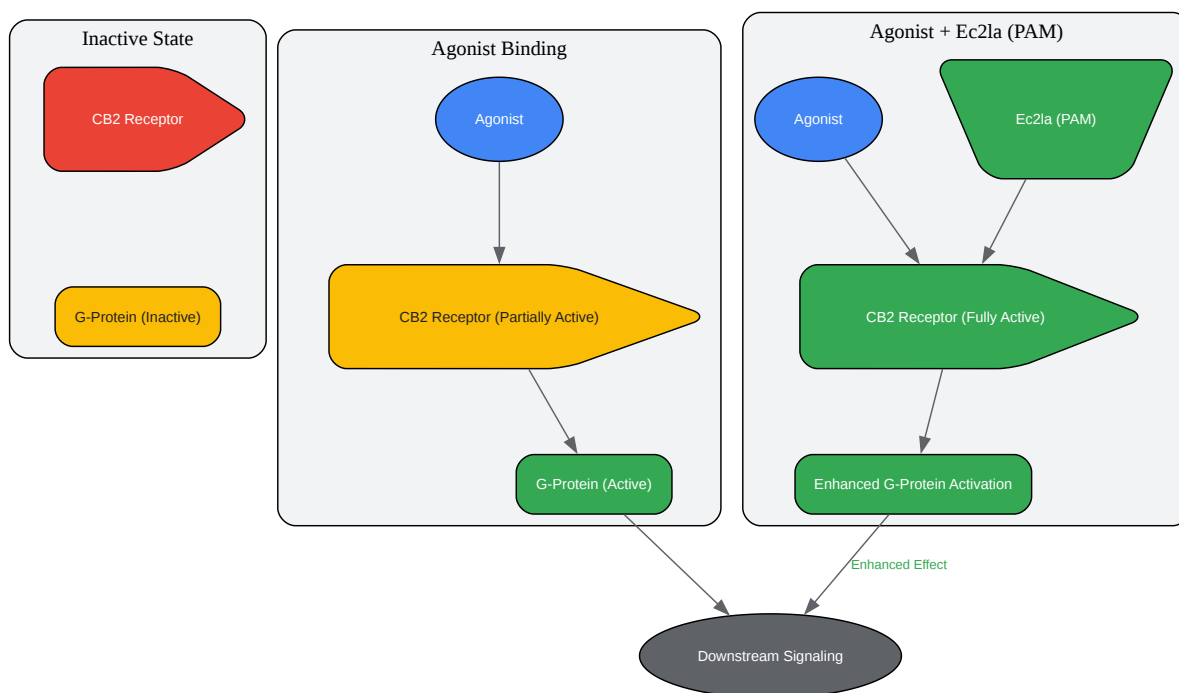 Inactive State
CB2 Receptor
G-Protein (Inactive)
Agonist Binding
Agonist
CB2 Receptor (Partially Active)
G-Protein (Active)
Agonist + Ec2la (PAM)
Agonist
Ec2la (PAM)
CB2 Receptor (Fully Active)
Enhanced G-Protein Activation
Enhanced Effect
Downstream Signaling